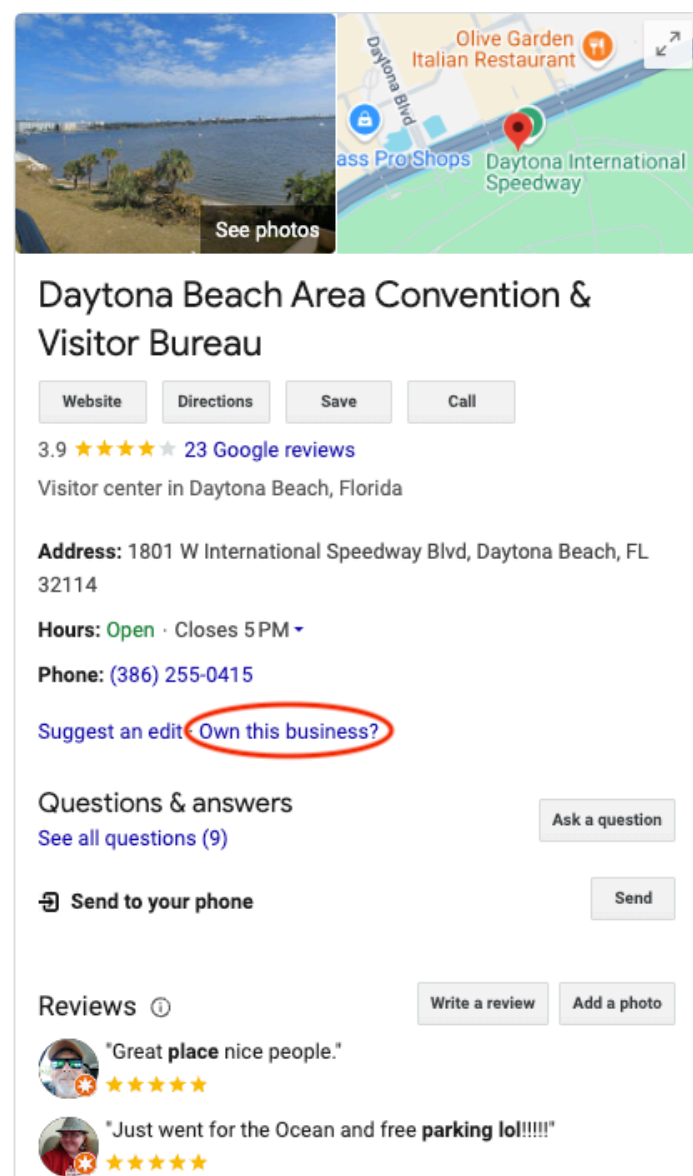 Daytona Blvd
Olive Garden
Italian Restaurant
ass Pro Shops
Daytona International
Speedway
See photos
Daytona Beach Area Convention &
Visitor Bureau
Website Directions Save Call
3.9 23 Google reviews
Visitor center in Daytona Beach, Florida
Address: 1801 W International Speedway Blvd, Daytona Beach, FL
32114
Hours: Open · Closes 5 PM
Phone: (386) 255-0415
Suggest an edit · Own this business?
Questions & answers
See all questions (9)
Ask a question
Send to your phone
Send
Reviews
Write a review Add a photo
"Great place nice people."
"Just went for the Ocean and free parking lol!!!!!"